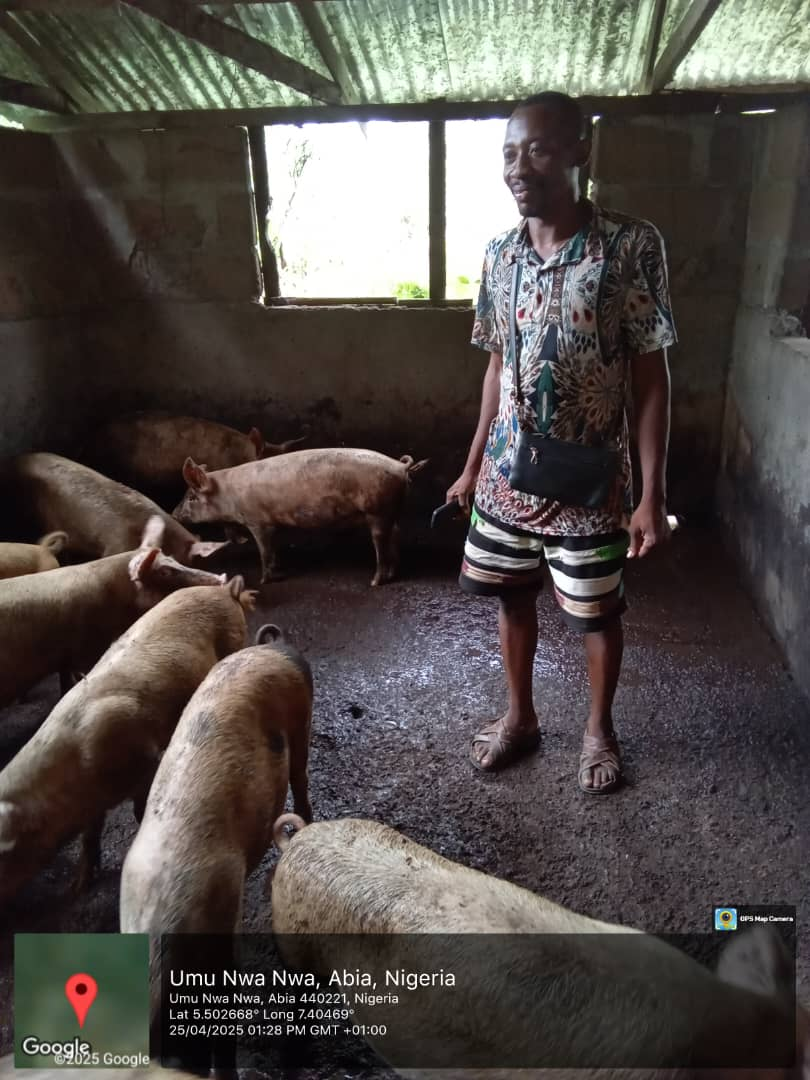 GPS Map Camera
Umu Nwa Nwa, Abia, Nigeria
Umu Nwa Nwa, Abia 440221, Nigeria
Lat 5.502668° Long 7.40469°
25/04/2025 01:28 PM GMT +01:00
Google
©2025 Google